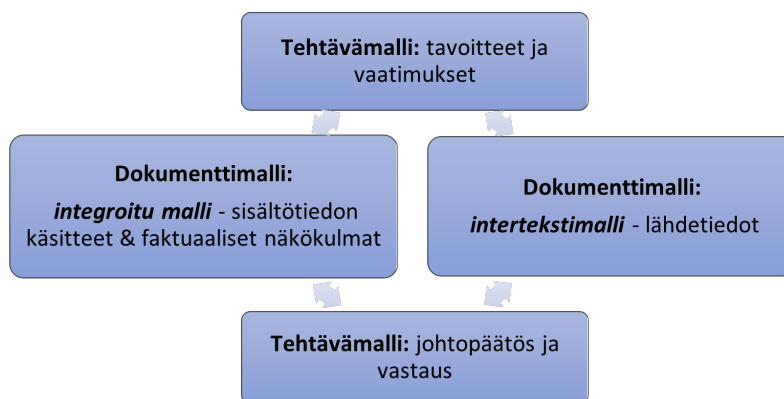 Tehtävämalli: tavoitteet ja
vaatimukset
Dokumenttimalli:
integroitu malli - sisältötiedon
käsitteet & faktuaaliset näkökulmat
Dokumenttimalli:
intertekstimalli - lähdetiedot
Tehtävämalli: johtopäätös ja
vastaus